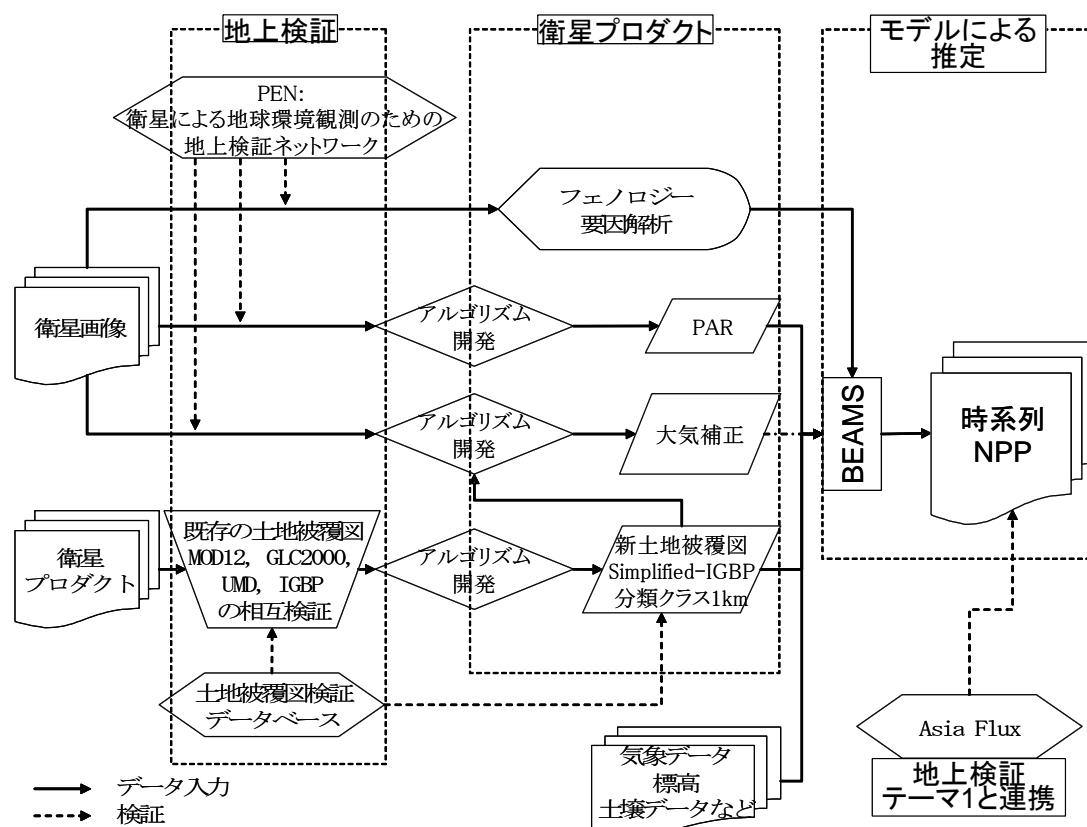 地上検証
衛星プロダクト
モデルによる
推定
PEN:
衛星による地球環境観測のための
地上検証ネットワーク
フェノロジー
要因解析
衛星画像
アルゴリズム
開発
PAR
アルゴリズム
開発
大気補正
BEAMS
時系列
NPP
衛星
プロダクト
既存の土地被覆図
MOD12, GLC2000,
UMD, IGBP
の相互検証
アルゴリズム
開発
新土地被覆図
Simplified-IGBP
分類クラス1km
土地被覆図検証
データベース
気象データ
標高
土壌データなど
Asia Flux
地上検証
テーマ1と連携
データ入力
検証